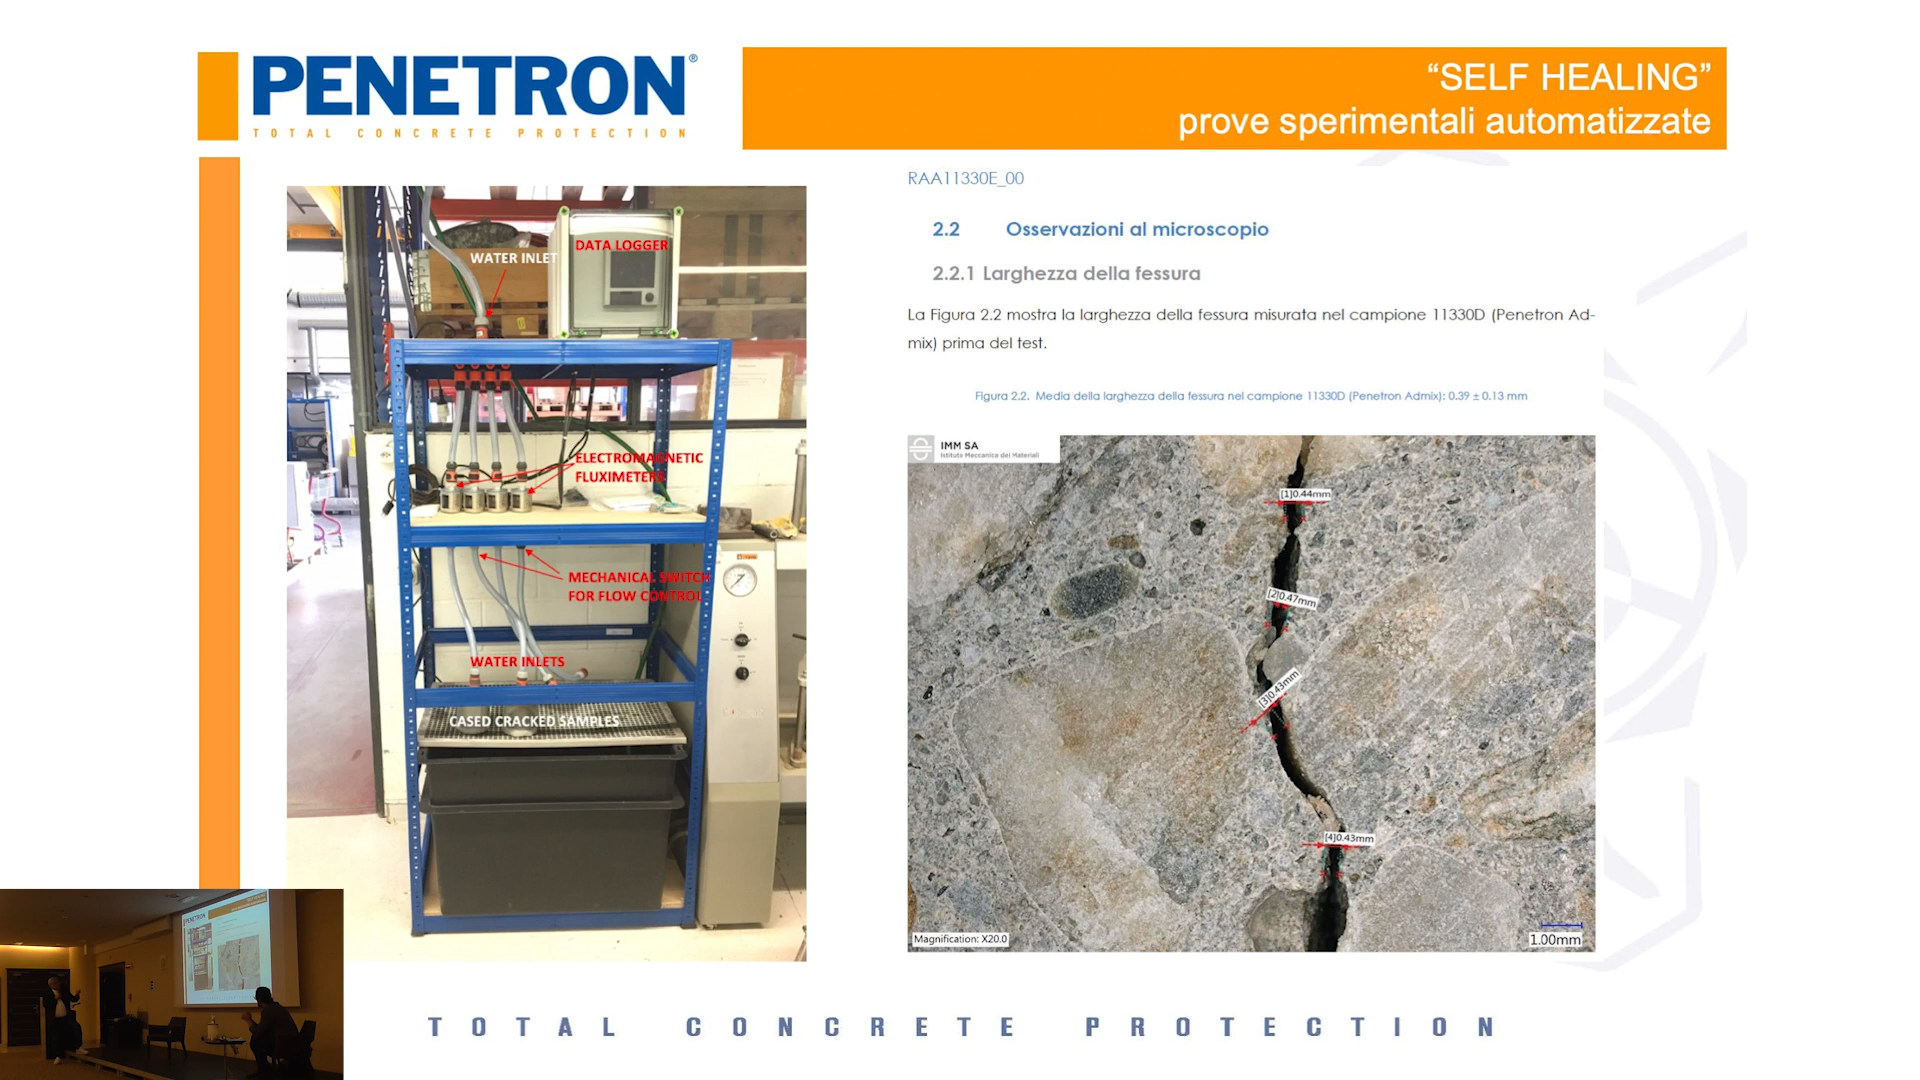 PENETRON®
TOTAL CONCRETE PROTECTION
“SELF HEALING”
prove sperimentali automatizzate
RAA11330E_00
2.2 Osservazioni al microscopio
2.2.1 Larghezza della fessura
La Figura 2.2 mostra la larghezza della fessura misurata nel campione 11330D (Penetron Ad-
mix) prima del test.
Figura 2.2. Media della larghezza della fessura nel campione 11330D (Penetron Admix): 0.39 ± 0.13 mm
DATA LOGGER
WATER INLET
ELECTROMAGNETIC
FLUXIMETERS
MECHANICAL SWITCH
FOR FLOW CONTROL
WATER INLETS
CASED CRACKED SAMPLES
IMM SA
Istituto Meccanica dei Materiali
[1]0.44mm
[2]0.47mm
[3]0.43mm
[4]0.43mm
Magnification: X20.0
1.00mm
TOTAL CONCRETE PROTECTION
PENETRON